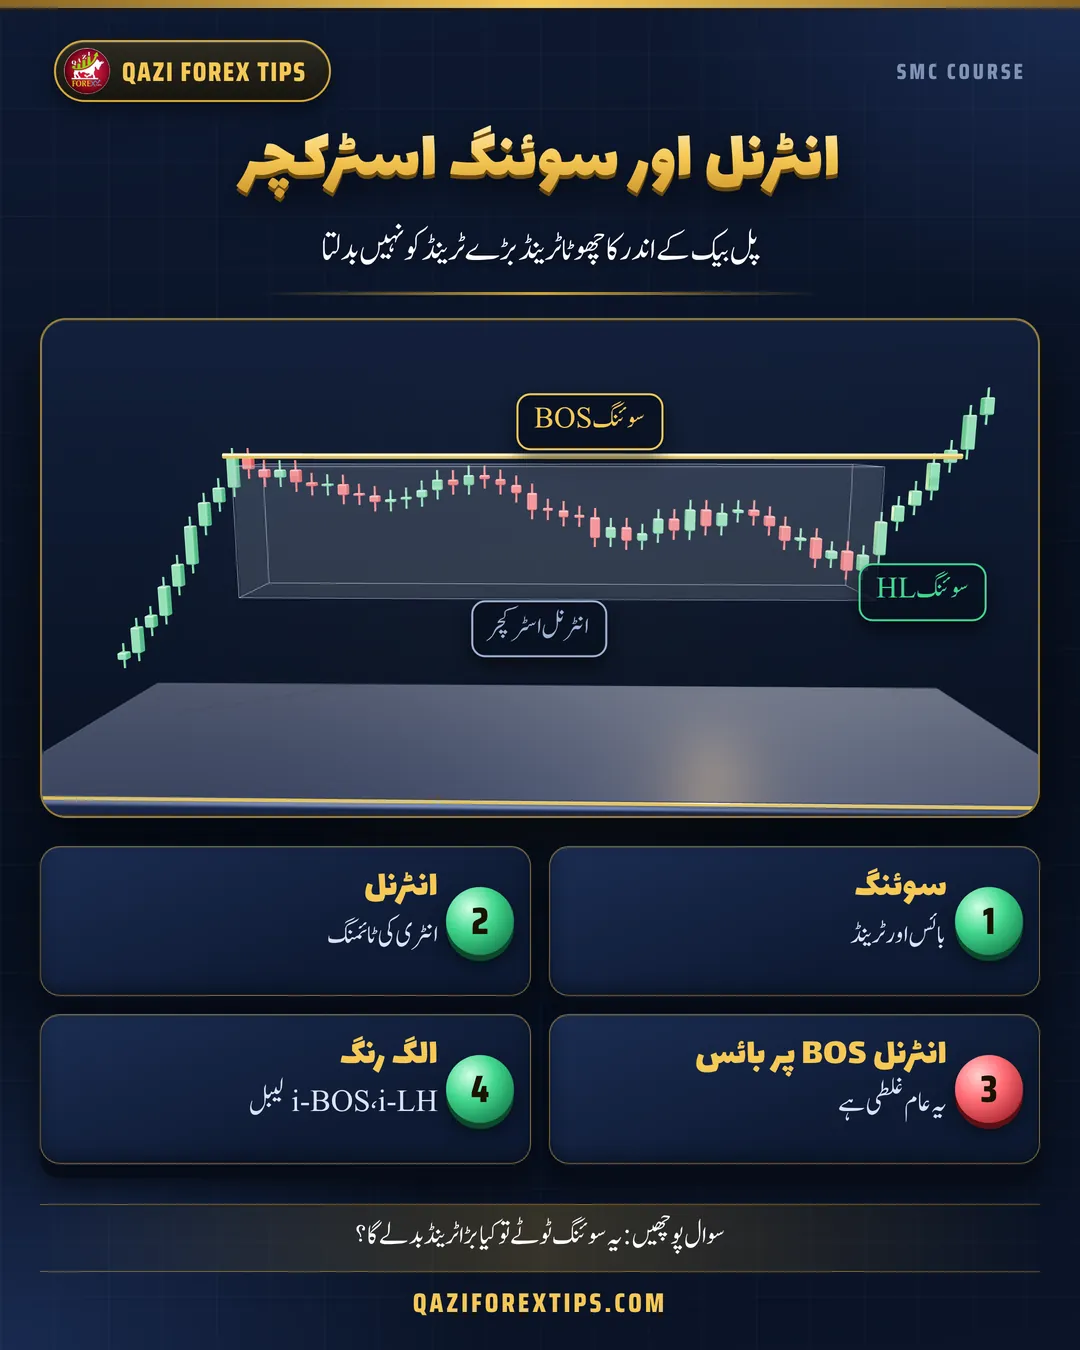 QAZI FOREX TIPS
SMC COURSE
انٹرنل اور سوئنگ اسٹرکچر
پل بیک کے اندر کا چھوٹا ٹرینڈ بڑے ٹرینڈ کو نہیں بدلتا
سوئنگ BOS
سوئنگ HL
انٹرنل اسٹرکچر
1
سوئنگ
بائس اور ٹرینڈ
2
انٹرنل
انٹری کی ٹائمنگ
3
انٹرنل BOS پر بائس
یہ عام غلطی ہے
4
الگ رنگ
i-BOS، i-LH لیبل
سوال پوچھیں: یہ سوئنگ ٹوٹے تو کیا بڑا ٹرینڈ بدلے گا؟
QAZIFOREXTIPS.COM